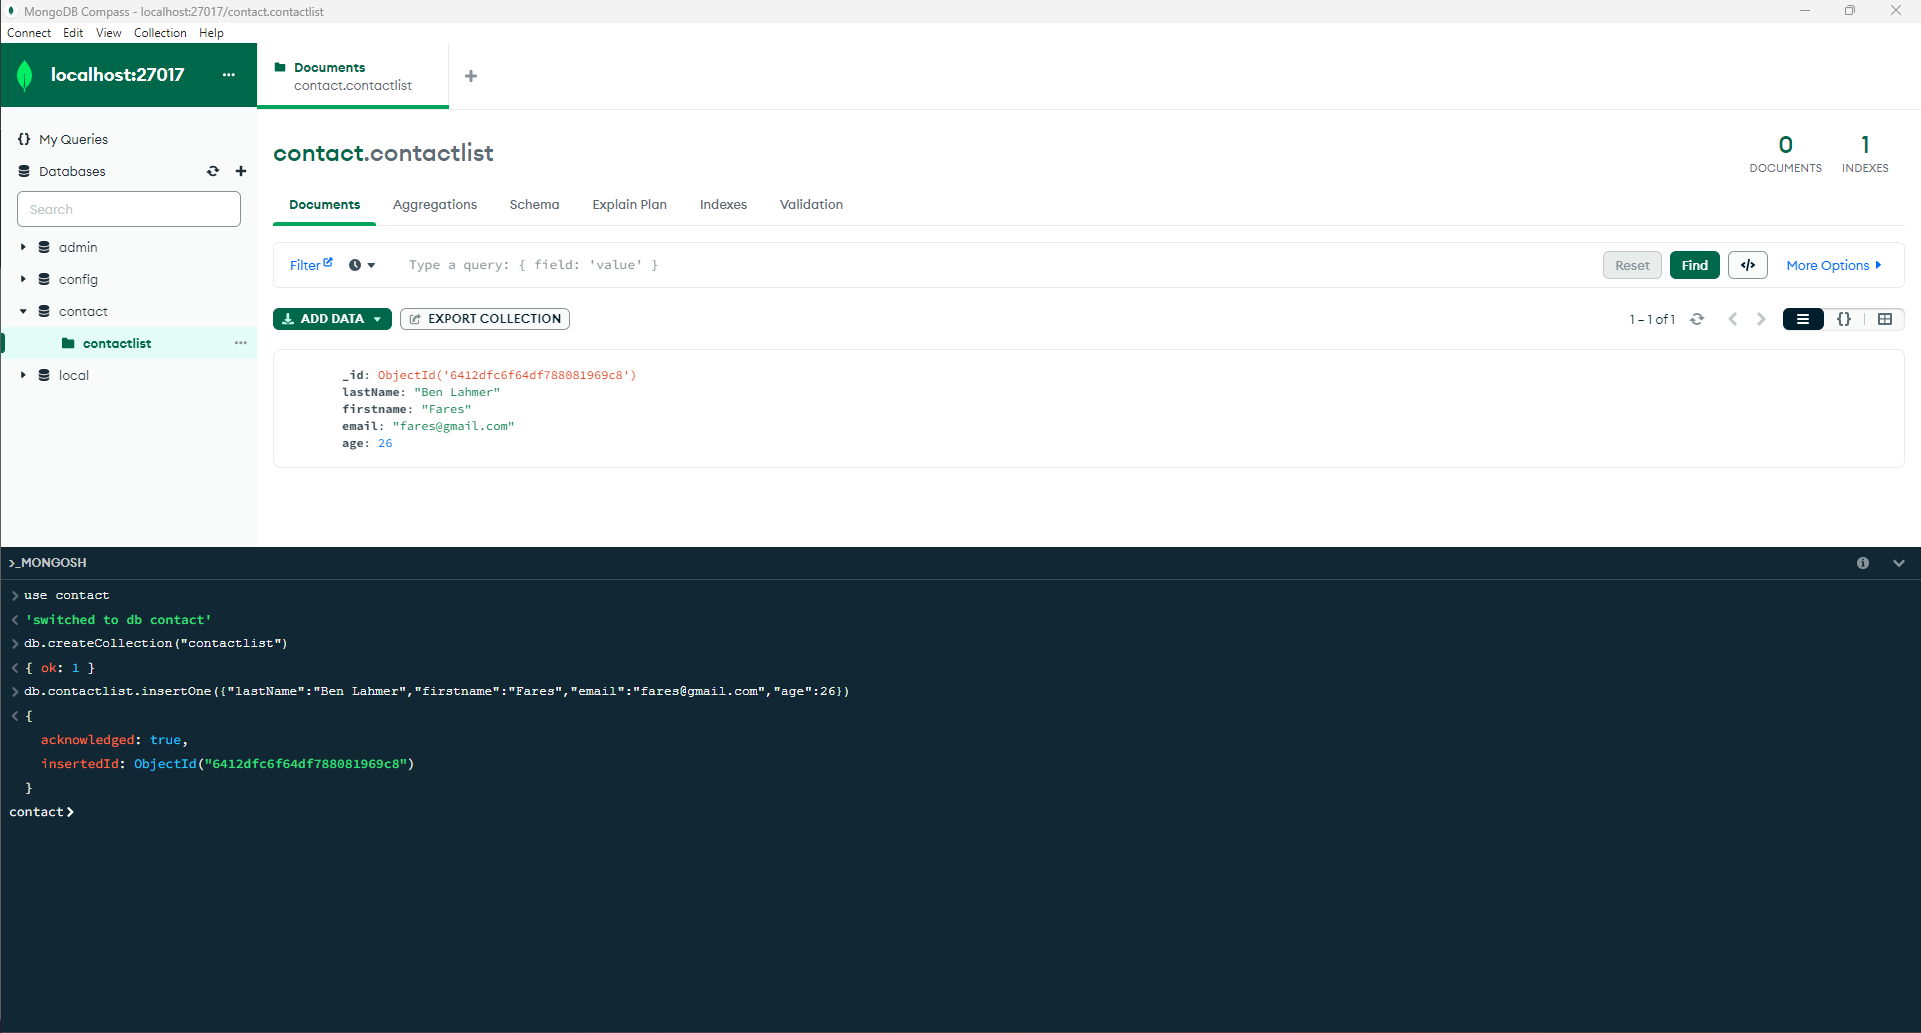 MongoDB Compass - localhost:27017/contact.contactlist
Connect Edit View Collection Help
localhost:27017 ...
Documents
contact.contactlist
+
{} My Queries
Databases
Search
admin
config
contact
contactlist ...
local
contact.contactlist
0
DOCUMENTS
1
INDEXES
Documents Aggregations Schema Explain Plan Indexes Validation
Filter Type a query: { field: 'value' } Reset Find </> More Options
ADD DATA EXPORT COLLECTION 1 – 1 of 1 {}
_id: ObjectId('6412dfc6f64df788081969c8')
lastName: "Ben Lahmer"
firstname: "Fares"
email: "fares@gmail.com"
age: 26
>_MONGOSH
> use contact
< 'switched to db contact'
> db.createCollection("contactlist")
< { ok: 1 }
> db.contactlist.insertOne({"lastName":"Ben Lahmer","firstname":"Fares","email":"fares@gmail.com","age":26})
< {
acknowledged: true,
insertedId: ObjectId("6412dfc6f64df788081969c8")
}
contact>